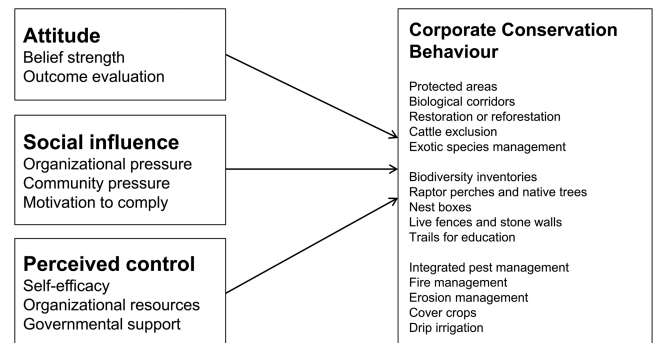 Attitude
Belief strength
Outcome evaluation
Social influence
Organizational pressure
Community pressure
Motivation to comply
Perceived control
Self-efficacy
Organizational resources
Governmental support
Corporate Conservation
Behaviour
Protected areas
Biological corridors
Restoration or reforestation
Cattle exclusion
Exotic species management
Biodiversity inventories
Raptor perches and native trees
Nest boxes
Live fences and stone walls
Trails for education
Integrated pest management
Fire management
Erosion management
Cover crops
Drip irrigation